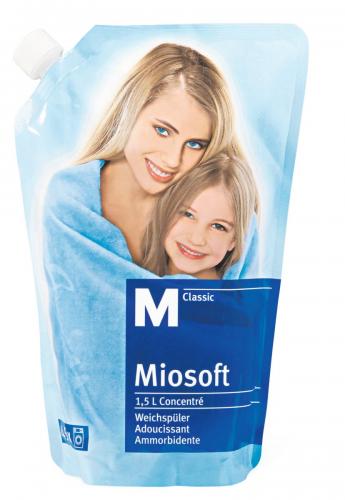 M Classic
Miosoft
1,5 L Concentré
Weichspüler
Adoucissant
Ammorbidente